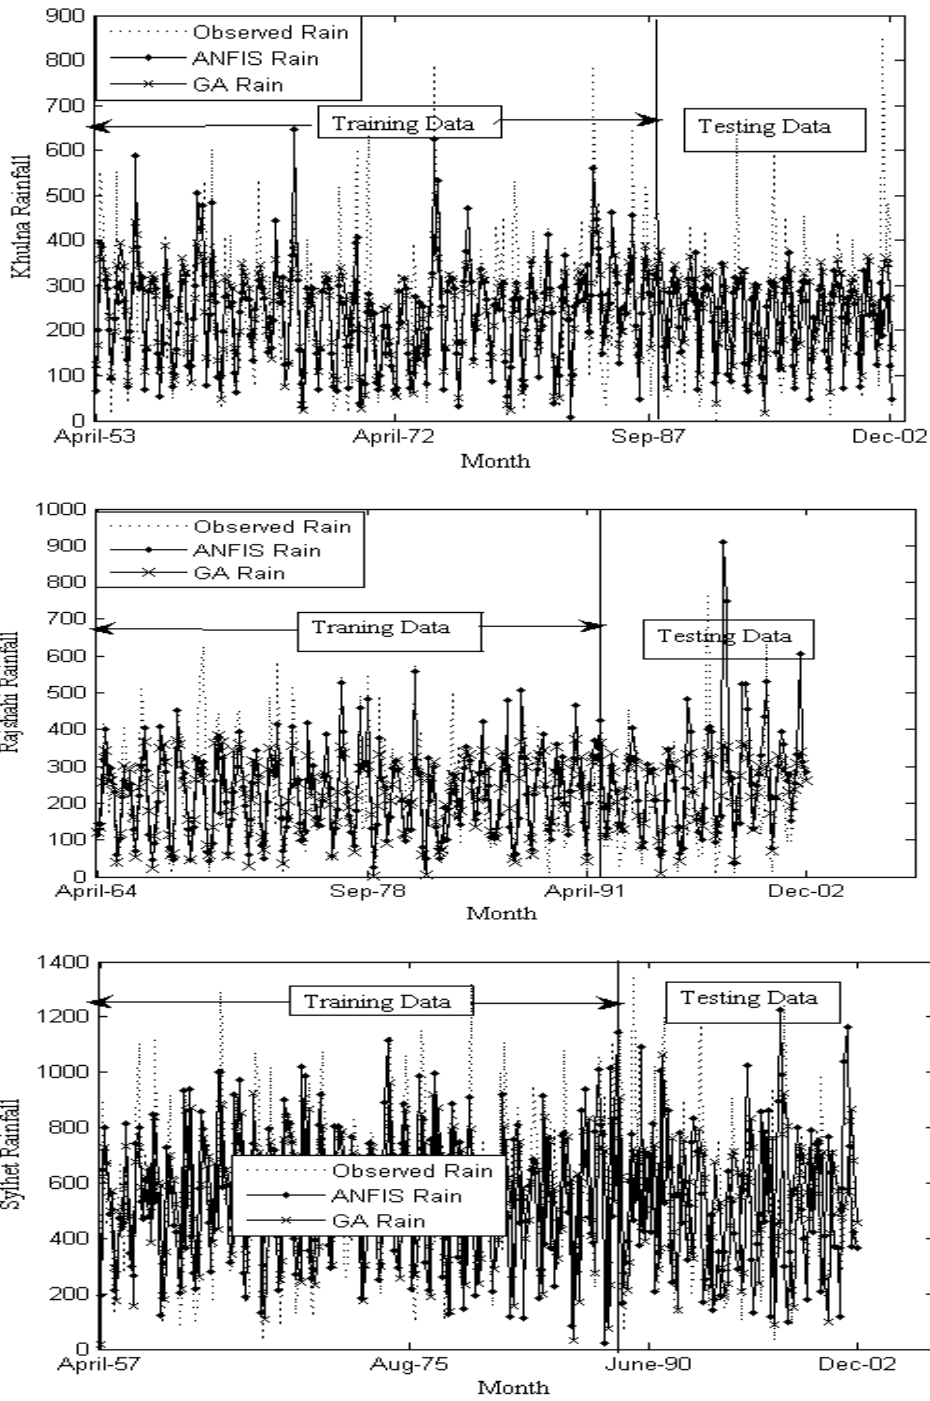 900
800
700
600
500
400
300
200
100
0
Khulna Rainfall
Observed Rain
ANFIS Rain
GA Rain
Training Data
Testing Data
April-53
April-72
Sep-87
Dec-02
Month
1000
900
800
700
600
500
400
300
200
100
0
Rajshahi Rainfall
Observed Rain
ANFIS Rain
GA Rain
Traning Data
Testing Data
April-64
Sep-78
April-91
Dec-02
Month
1400
1200
1000
800
600
400
200
0
Sylhet Rainfall
Training Data
Testing Data
Observed Rain
ANFIS Rain
GA Rain
April-57
Aug-75
June-90
Dec-02
Month